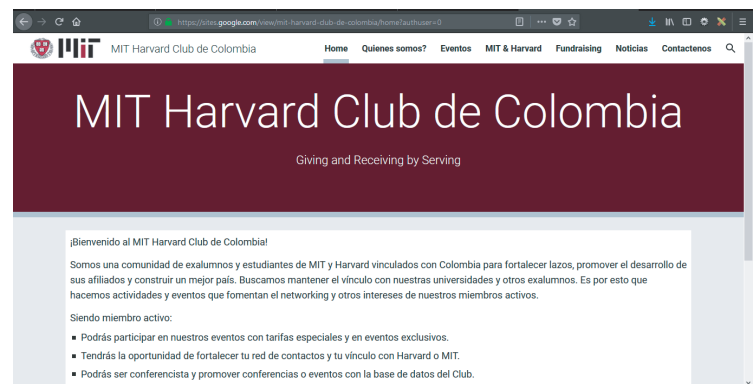 https://sites.google.com/view/mit-harvard-club-de-colombia/home?authuser=0
MIT Harvard Club de Colombia
Home Quienes somos? Eventos MIT & Harvard Fundraising Noticias Contactenos
MIT Harvard Club de Colombia
Giving and Receiving by Serving
¡Bienvenido al MIT Harvard Club de Colombia!
Somos una comunidad de exalumnos y estudiantes de MIT y Harvard vinculados con Colombia para fortalecer lazos, promover el desarrollo de
sus afiliados y construir un mejor país. Buscamos mantener el vínculo con nuestras universidades y otros exalumnos. Es por esto que
hacemos actividades y eventos que fomentan el networking y otros intereses de nuestros miembros activos.
Siendo miembro activo:
▪ Podrás participar en nuestros eventos con tarifas especiales y en eventos exclusivos.
▪ Tendrás la oportunidad de fortalecer tu red de contactos y tu vínculo con Harvard o MIT.
▪ Podrás ser conferencista y promover conferencias o eventos con la base de datos del Club.